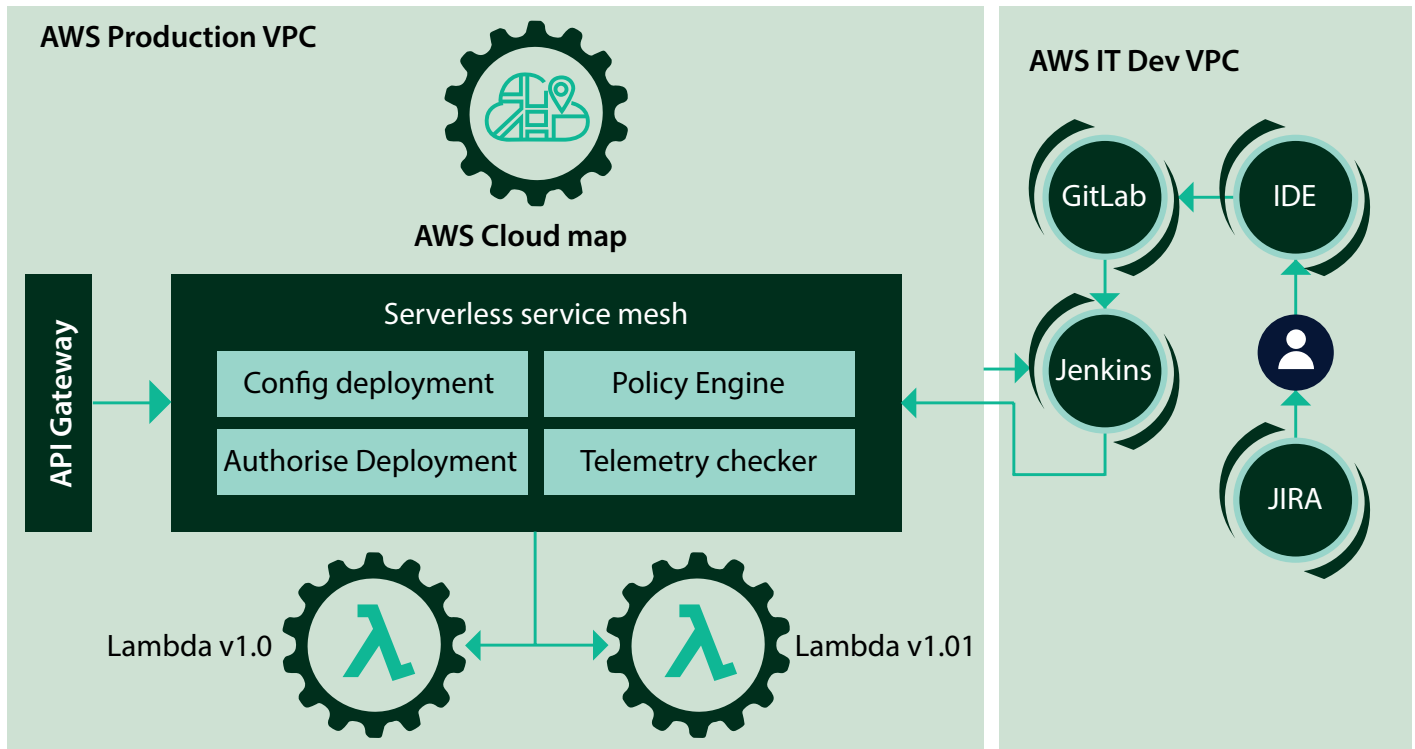 AWS Production VPC
AWS Cloud map
API Gateway
Serverless service mesh
Config deployment
Policy Engine
Authorise Deployment
Telemetry checker
Lambda v1.0
Lambda v1.01
AWS IT Dev VPC
GitLab
IDE
Jenkins
JIRA